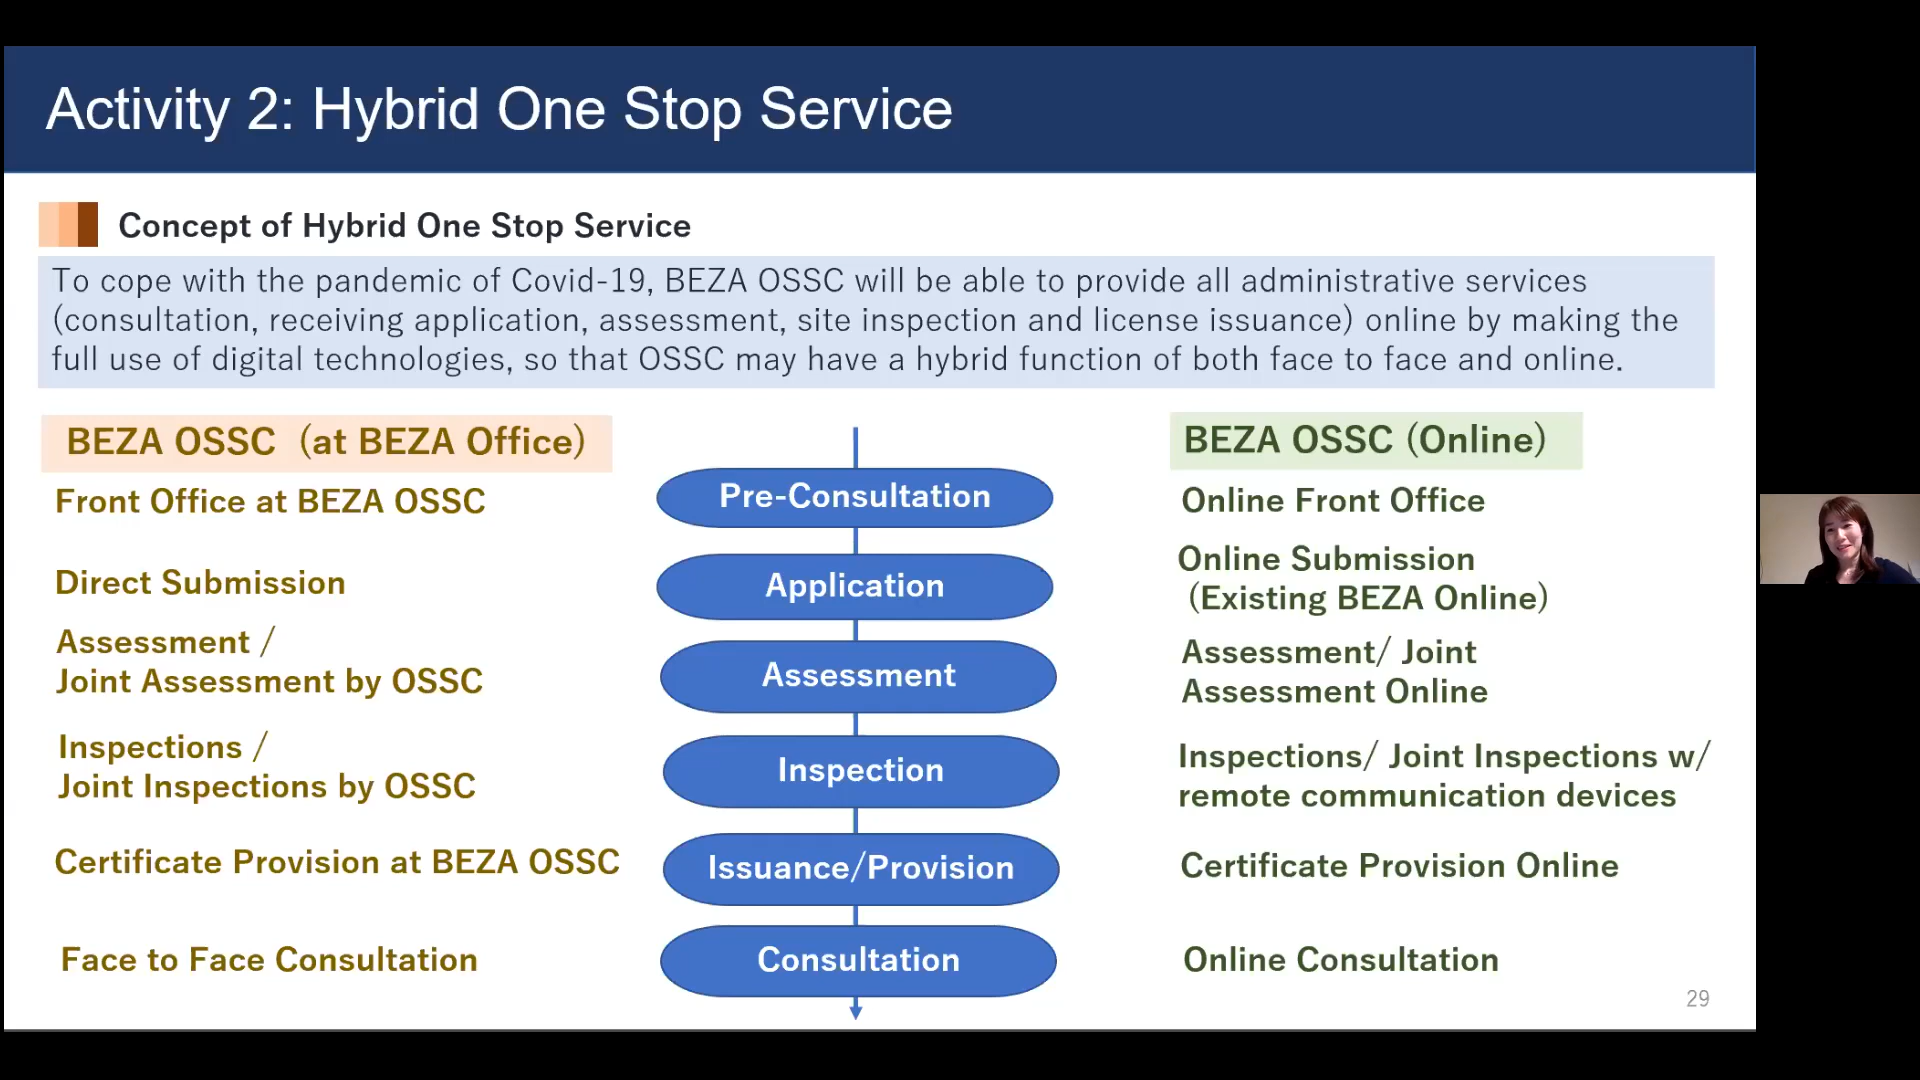 Activity 2: Hybrid One Stop Service
Concept of Hybrid One Stop Service
To cope with the pandemic of Covid-19, BEZA OSSC will be able to provide all administrative services
(consultation, receiving application, assessment, site inspection and license issuance) online by making the
full use of digital technologies, so that OSSC may have a hybrid function of both face to face and online.
BEZA OSSC (at BEZA Office)
Front Office at BEZA OSSC
Direct Submission
Assessment /
Joint Assessment by OSSC
Inspections /
Joint Inspections by OSSC
Certificate Provision at BEZA OSSC
Face to Face Consultation
Pre-Consultation
Application
Assessment
Inspection
Issuance/Provision
Consultation
BEZA OSSC (Online)
Online Front Office
Online Submission
(Existing BEZA Online)
Assessment/ Joint
Assessment Online
Inspections/ Joint Inspections w/
remote communication devices
Certificate Provision Online
Online Consultation
29